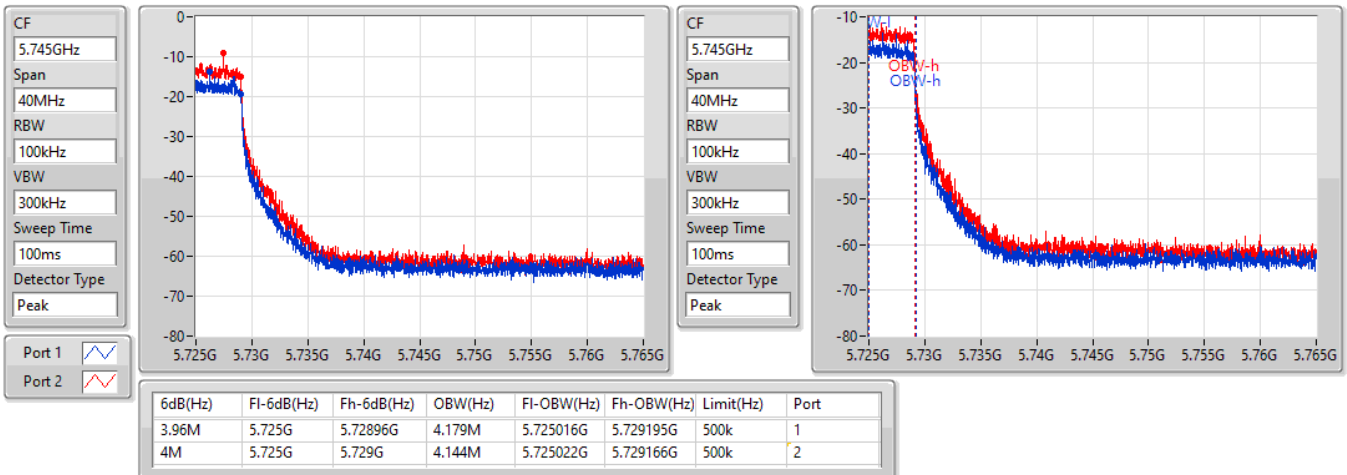 CF
5.745GHz
Span
40MHz
RBW
100kHz
VBW
300kHz
Sweep Time
100ms
Detector Type
Peak
Port 1
Port 2
0
-10
-20
-30
-40
-50
-60
-70
-80
5.725G 5.73G 5.735G 5.74G 5.745G 5.75G 5.755G 5.76G 5.765G
CF
5.745GHz
Span
40MHz
RBW
100kHz
VBW
300kHz
Sweep Time
100ms
Detector Type
Peak
-10
-20
-30
-40
-50
-60
-70
-80
W-l
OBW-h
OBW-h
5.725G 5.73G 5.735G 5.74G 5.745G 5.75G 5.755G 5.76G 5.765G
6dB(Hz) Fl-6dB(Hz) Fh-6dB(Hz) OBW(Hz) Fl-OBW(Hz) Fh-OBW(Hz) Limit(Hz) Port
3.96M 5.725G 5.72896G 4.179M 5.725016G 5.729195G 500k 1
4M 5.725G 5.729G 4.144M 5.725022G 5.729166G 500k 2